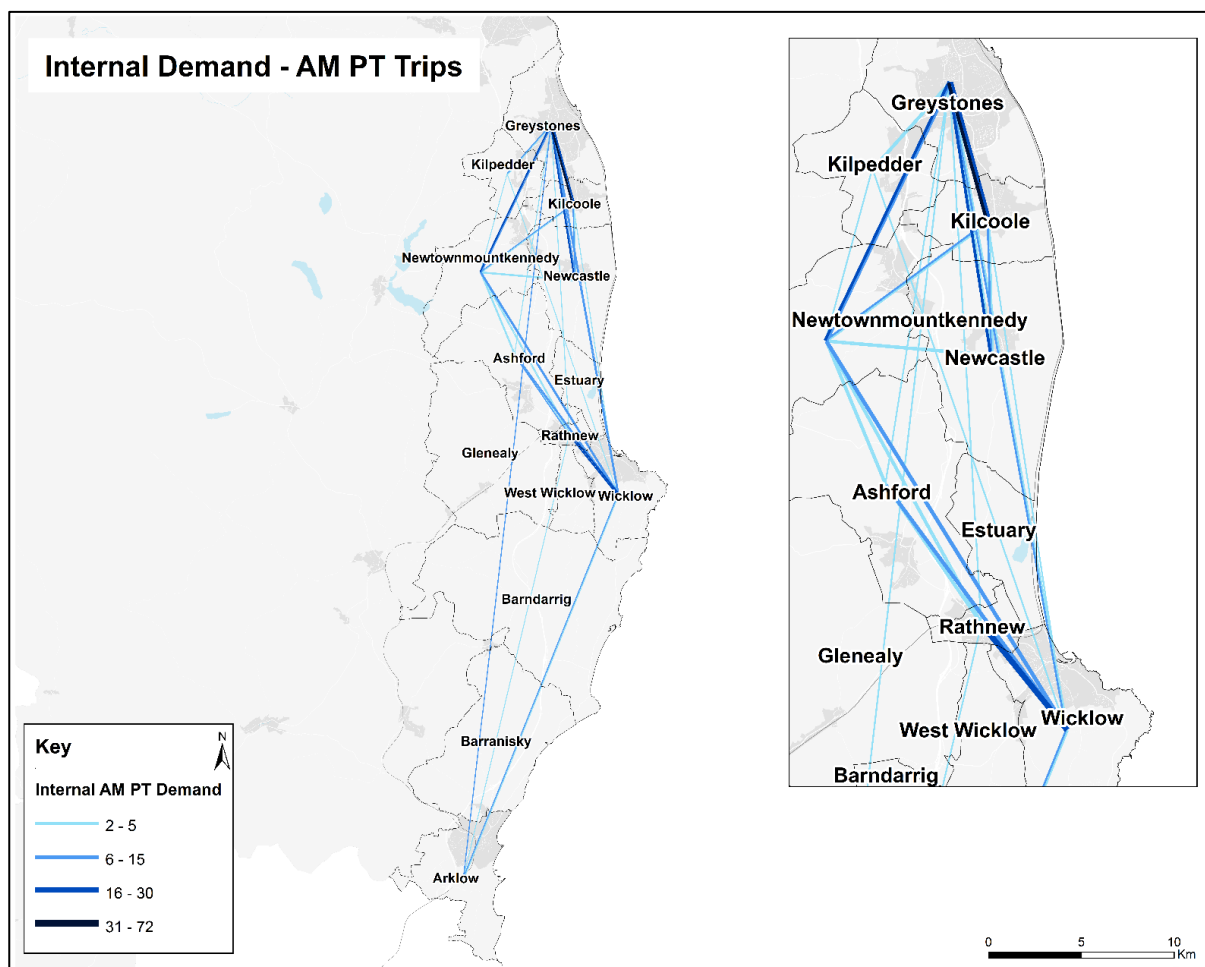 Internal Demand - AM PT Trips
Greystones
Kilpedder
Kilcoole
Newtownmountkennedy
Newcastle
Ashford
Estuary
Rathnew
Glenealy
West Wicklow
Wicklow
Barndarrig
Barranisky
Arklow
Greystones
Kilpedder
Kilcoole
Newtownmountkennedy
Newcastle
Ashford
Estuary
Rathnew
Glenealy
Wicklow
West Wicklow
Barndarrig
Key
N
Internal AM PT Demand
2 - 5
6 - 15
16 - 30
31 - 72
0 5 10
Km